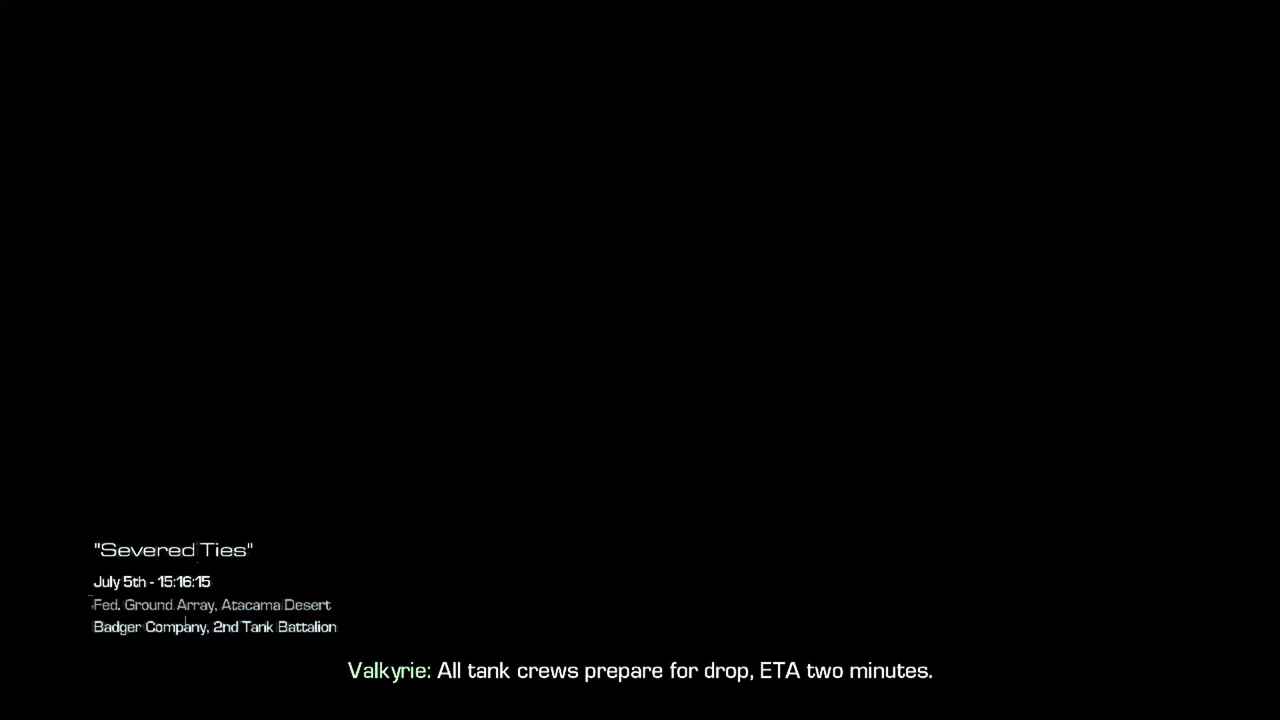 "Severed Ties"
July 5th - 15:16:15
Fed. Ground Array, Atacama Desert
Badger Company, 2nd Tank Battalion
Valkyrie: All tank crews prepare for drop, ETA two minutes.